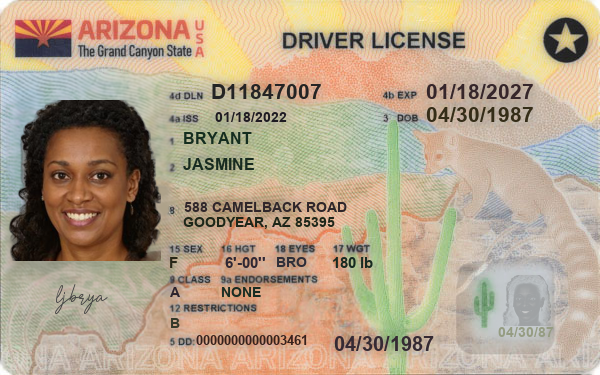 ARIZONA USA
The Grand Canyon State
DRIVER LICENSE
4d DLN D11847007
4b EXP 01/18/2027
4a ISS 01/18/2022
3 DOB 04/30/1987
1 BRYANT
2 JASMINE
8 588 CAMELBACK ROAD
GOODYEAR, AZ 85395
15 SEX 16 HGT 18 EYES 17 WGT
F 6'-00" BRO 180 lb
9 CLASS 9a ENDORSEMENTS
A NONE
12 RESTRICTIONS
B
5 DD: 0000000000003461
04/30/1987
04/30/87
ARIZONA ARIZONA ARIZONA ARIZONA